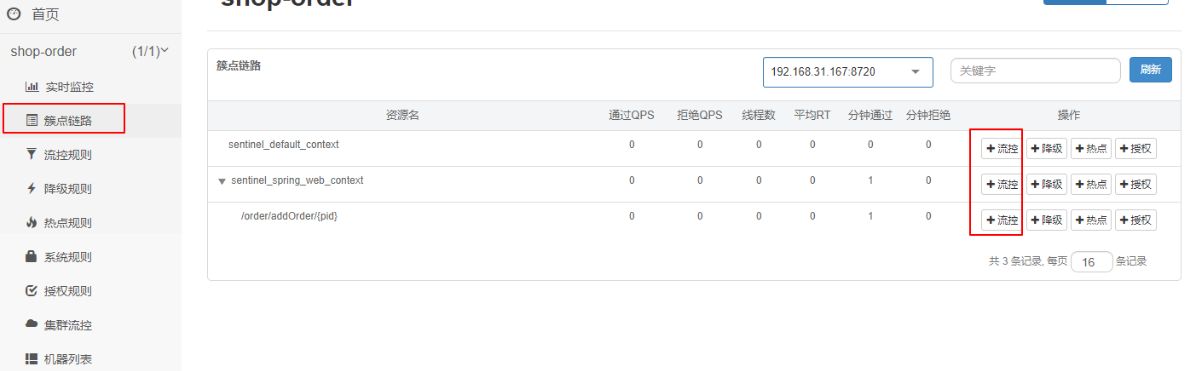 首页
shop-order
shop-order (1/1)
实时监控
簇点链路
流控规则
降级规则
热点规则
系统规则
授权规则
集群流控
机器列表
簇点链路 192.168.31.167:8720 关键字 刷新
资源名 通过QPS 拒绝QPS 线程数 平均RT 分钟通过 分钟拒绝 操作
sentinel_default_context 0 0 0 0 0 0 +流控 +降级 +热点 +授权
sentinel_spring_web_context 0 0 0 0 1 0 +流控 +降级 +热点 +授权
/order/addOrder/{pid} 0 0 0 0 1 0 +流控 +降级 +热点 +授权
共 3 条记录, 每页 16 条记录